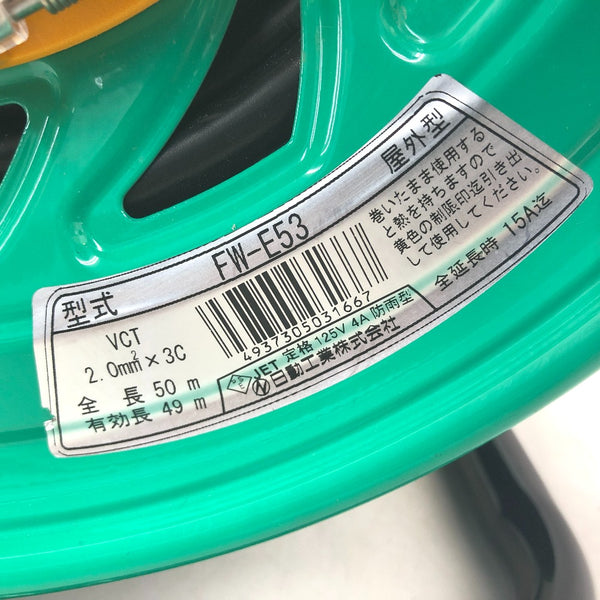 型式 FW-E53 屋外型
VCT
2.0mm² × 3C
全 長 50 m
有効長 49 m
4937305031667
JET 定格 125V 4A 防雨型
日動工業株式会社
巻いたまま使用する
と熱を持ちますので
黄色の制限印迄引き出
して使用してください。
全延長時 15A迄